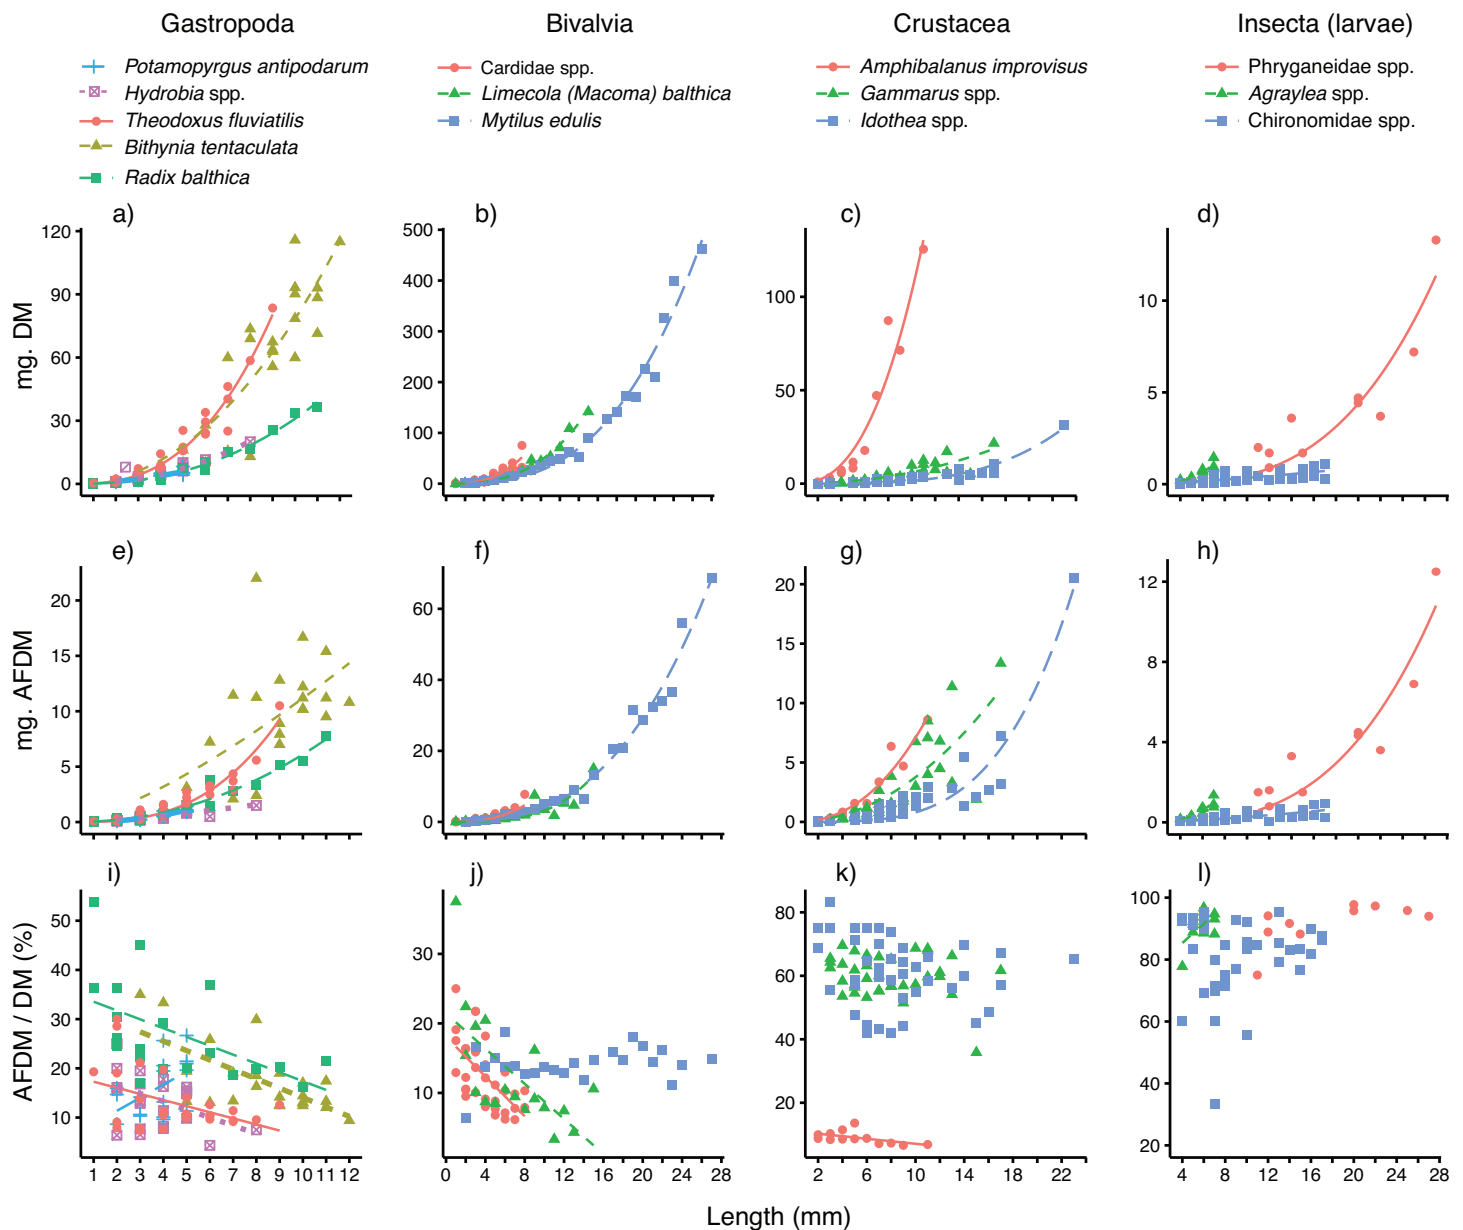 Gastropoda Bivalvia Crustacea Insecta (larvae)
Potamopyrgus antipodarum
Hydrobia spp.
Theodoxus fluviatilis
Bithynia tentaculata
Radix balthica
Cardidae spp.
Limecola (Macoma) balthica
Mytilus edulis
Amphibalanus improvisus
Gammarus spp.
Idothea spp.
Phryganeidae spp.
Agraylea spp.
Chironomidae spp.
a) b) c) d)
mg. DM
120
90
60
30
0
500
400
300
200
100
0
100
50
0
10
5
0
e) f) g) h)
mg. AFDM
20
15
10
5
0
60
40
20
0
20
15
10
5
0
12
8
4
0
i) j) k) l)
AFDM / DM (%)
50
40
30
20
10
30
20
10
80
60
40
20
100
80
60
40
20
1 2 3 4 5 6 7 8 9 10 11 12
0 4 8 12 16 20 24 28
2 6 10 14 18 22
4 8 12 16 20 24 28
Length (mm)